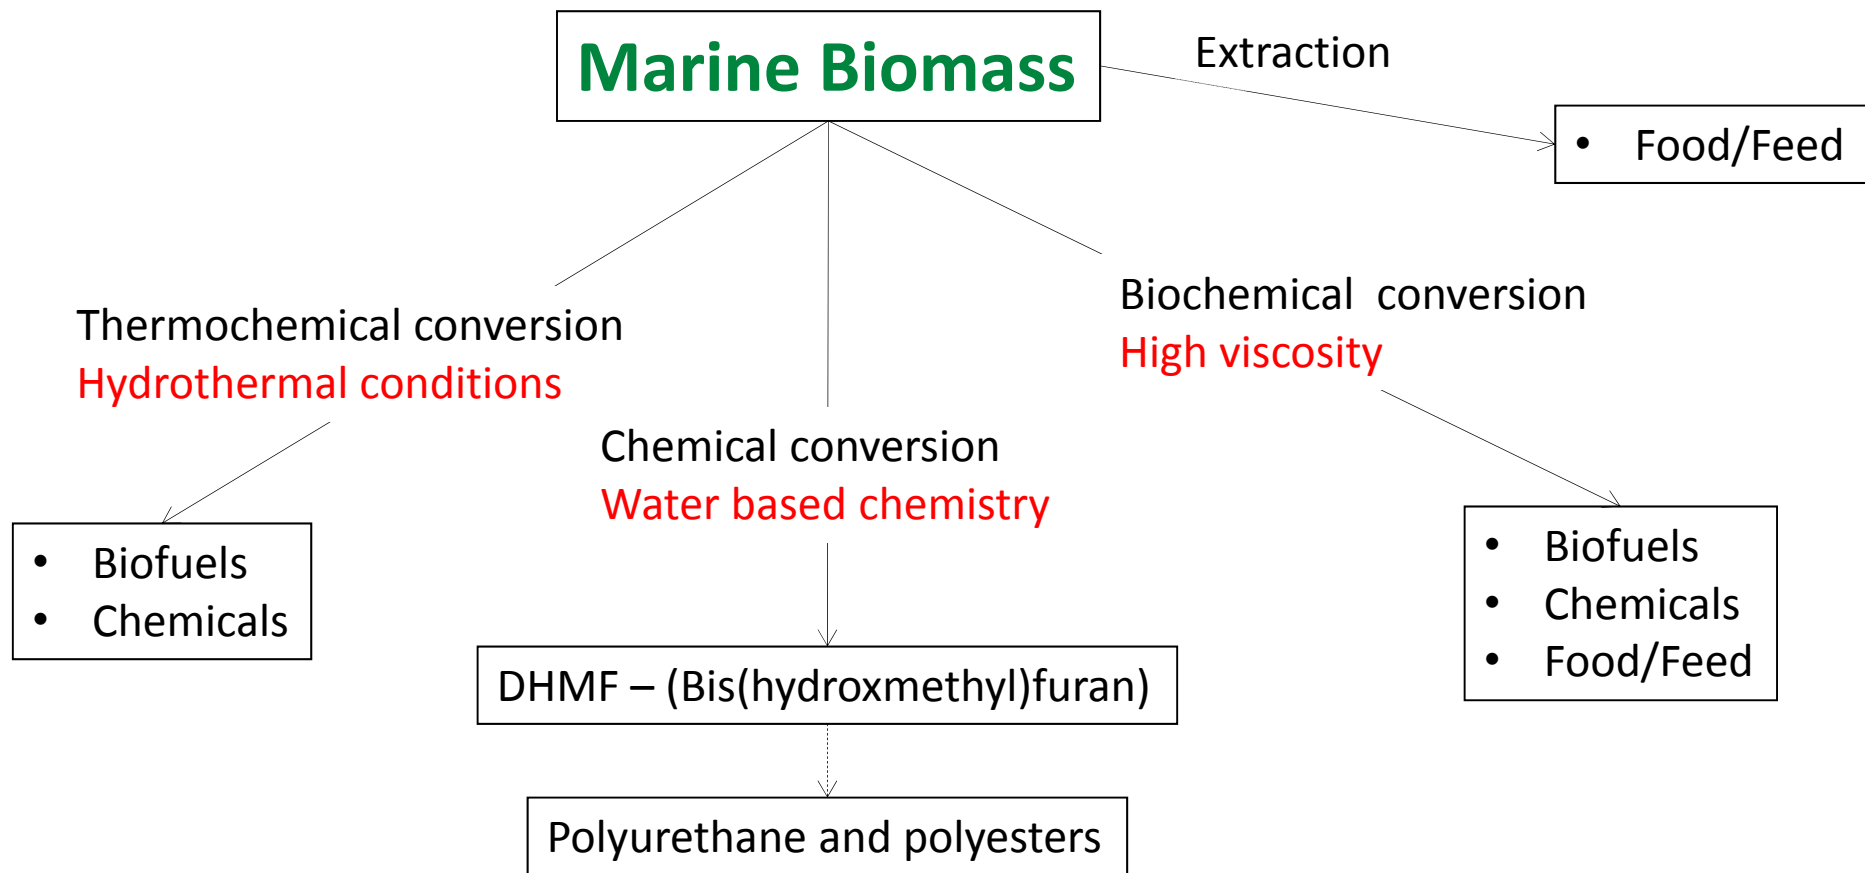 Marine Biomass
Extraction
• Food/Feed
Thermochemical conversion
Hydrothermal conditions
Biochemical  conversion
High viscosity
Chemical conversion
Water based chemistry
• Biofuels
• Chemicals
• Biofuels
• Chemicals
• Food/Feed
DHMF – (Bis(hydroxmethyl)furan)
Polyurethane and polyesters